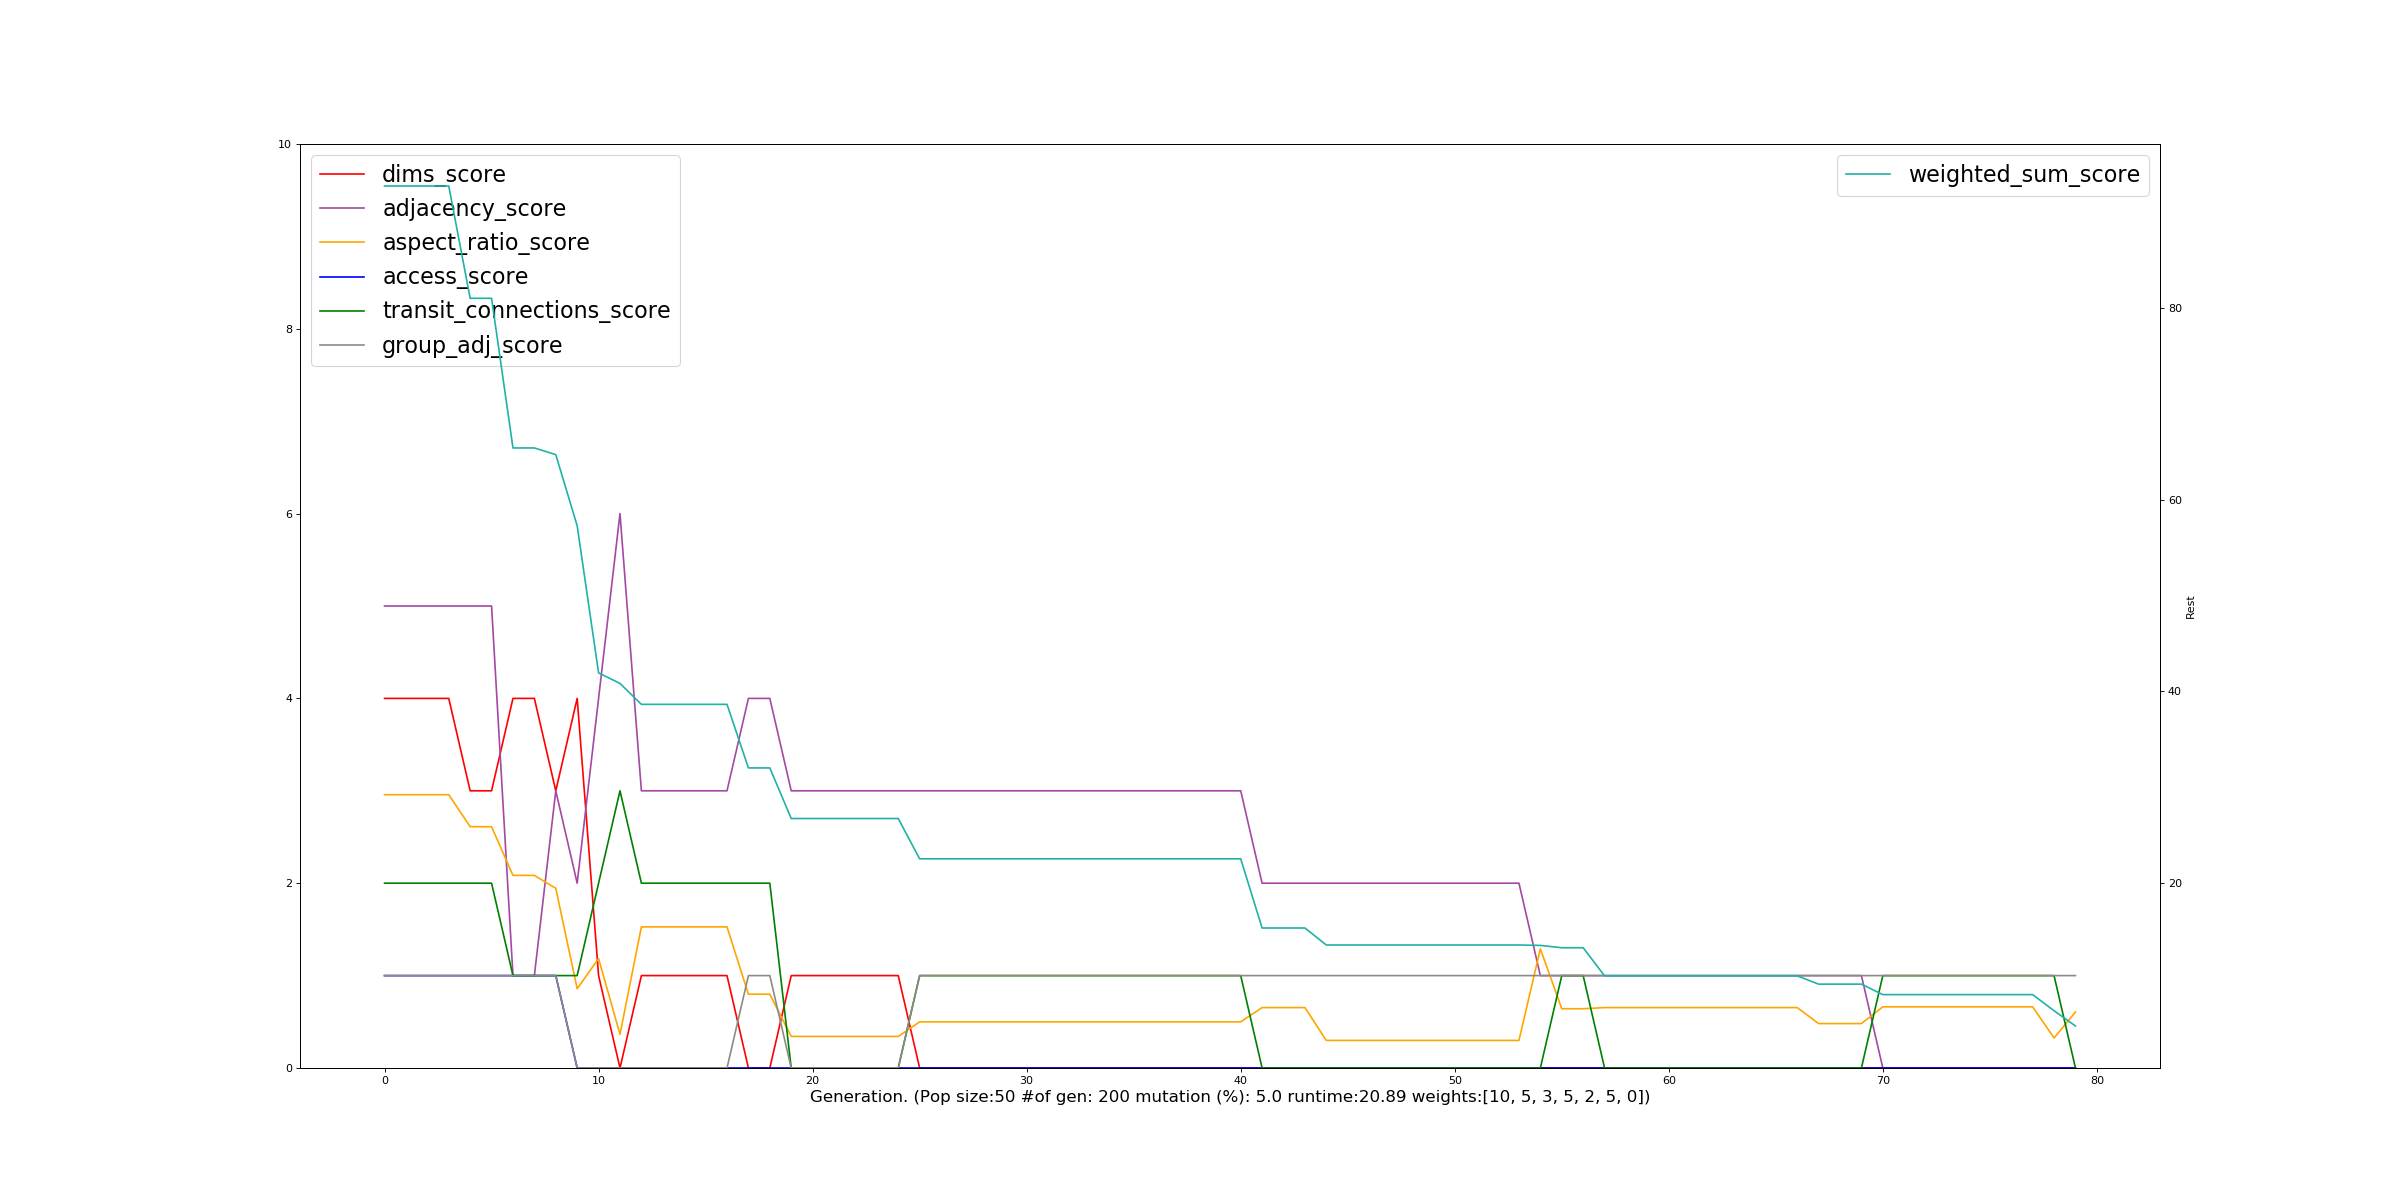 dims_score
adjacency_score
aspect_ratio_score
access_score
transit_connections_score
group_adj_score
weighted_sum_score
10
8
6
4
2
0
80
60
40
20
Rest
0 10 20 30 40 50 60 70 80
Generation. (Pop size:50 #of gen: 200 mutation (%): 5.0 runtime:20.89 weights:[10, 5, 3, 5, 2, 5, 0])